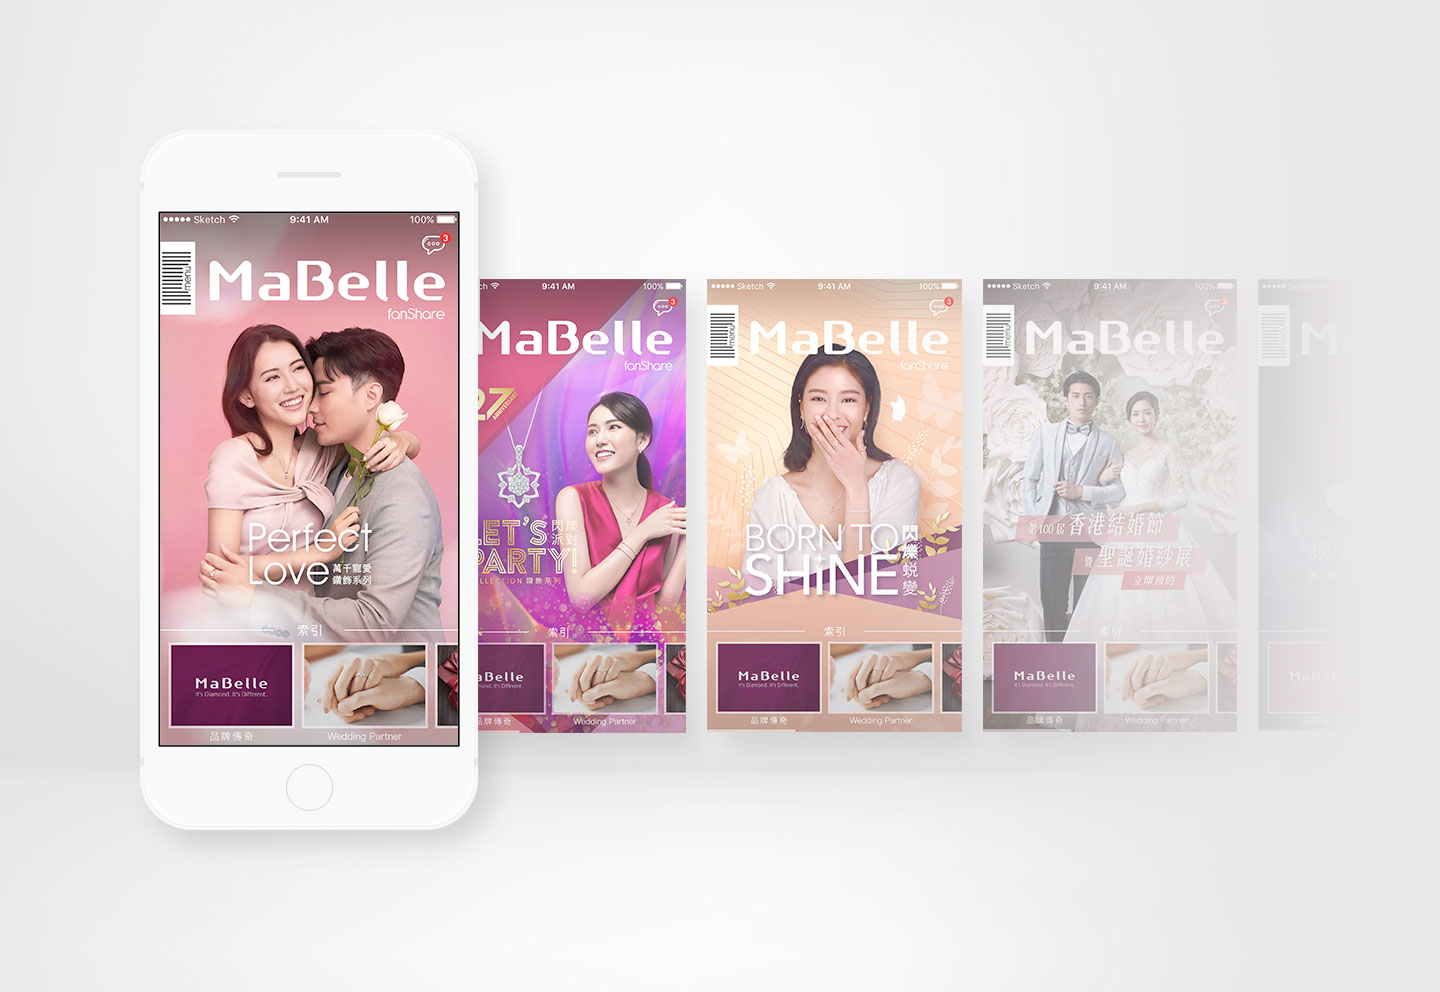 Sketch 9:41 AM 100%
3
menu
MaBelle
fanShare
Perfect
Love 萬千寵愛
鑽飾系列
索引
MaBelle
It's Diamond. It's Different.
品牌傳奇
Wedding Partner
9:41 AM 100%
3
MaBelle
fanShare
27
ANNIVERSARY
LET'S 閃爍
PARTY! 派對
COLLECTION 鑽飾系列
索引
MaBelle
Diamond. It's Different.
品牌傳奇
Wedding Partner
Sketch 9:41 AM 100%
3
menu
MaBelle
fanShare
BORN TO
SHINE
閃爍蛻變
索引
MaBelle
It's Diamond. It's Different.
品牌傳奇
Wedding Partner
Sketch 9:41 AM 100%
3
menu
MaBelle
fanShare
第100屆 香港結婚節
暨 聖誕婚紗展
立即預約
索引
MaBelle
It's Diamond. It's Different.
品牌傳奇
Wedding Partner
Sketch
menu
M
換
MaBelle